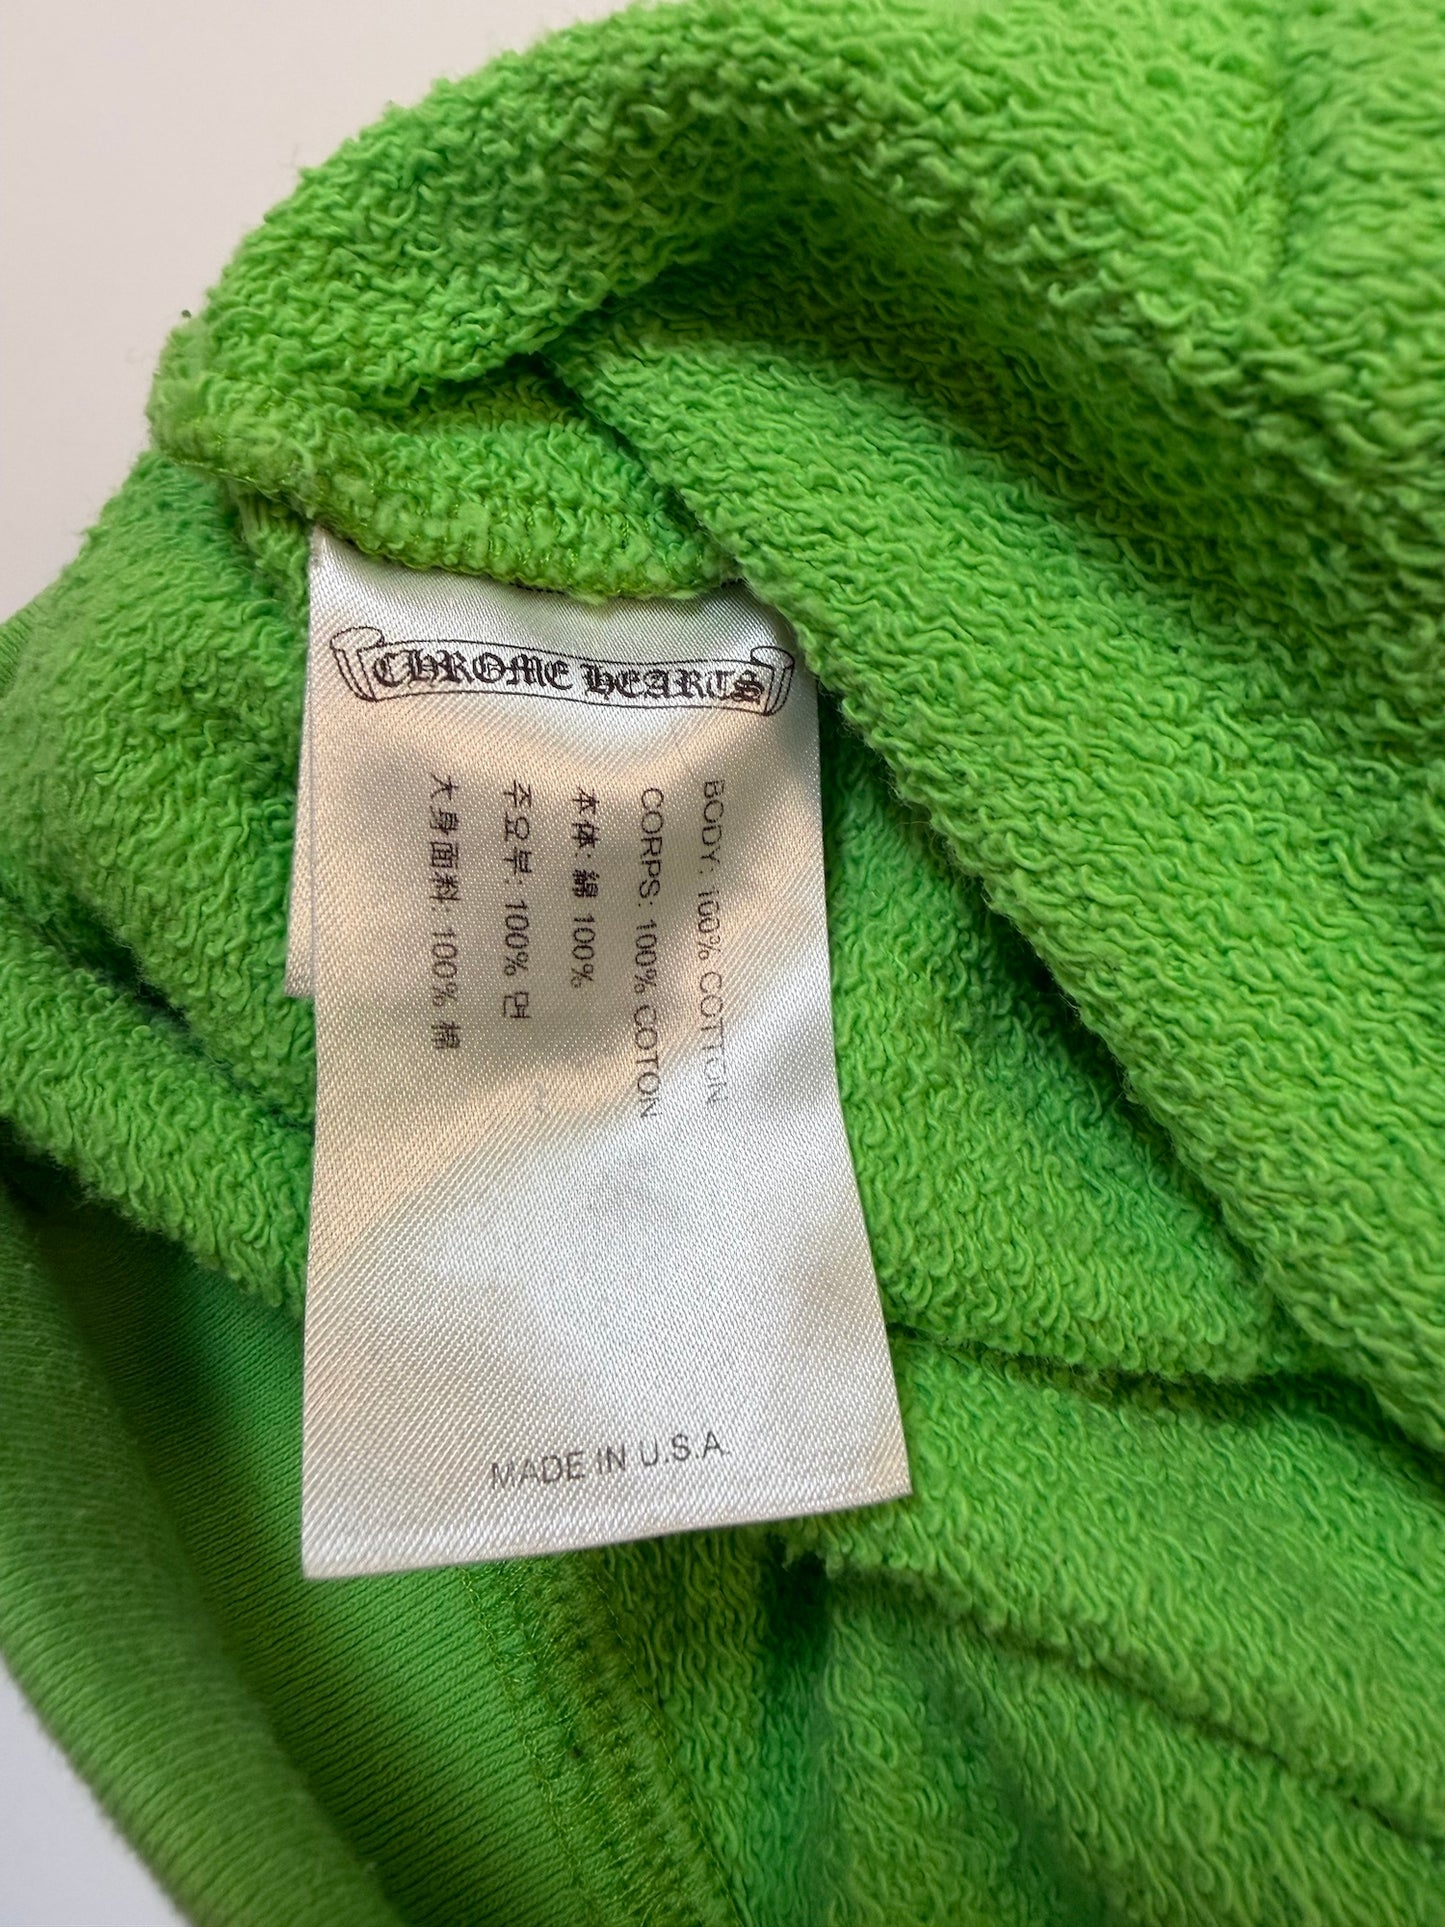 CHROME HEARTS
BODY: 100% COTTON
CORPS: 100% COTON
本体: 綿 100%
주요부: 100% 면
大身面料: 100% 棉
MADE IN U.S.A.